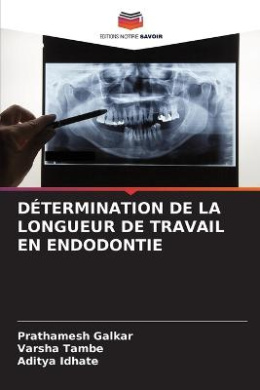 EDITIONS NOTRE SAVOIR
DÉTERMINATION DE LA
LONGUEUR DE TRAVAIL
EN ENDODONTIE
Prathamesh Galkar
Varsha Tambe
Aditya Idhate